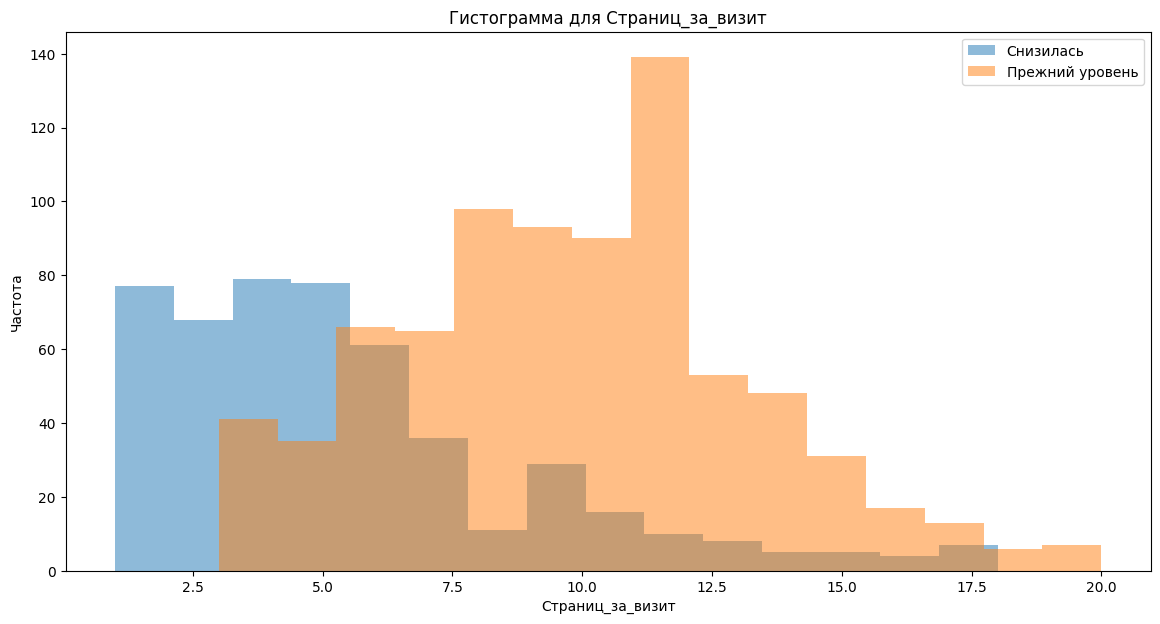 Гистограмма для Страниц_за_визит
Снизилась
Прежний уровень
140
120
100
80
60
40
20
0
Частота
2.5 5.0 7.5 10.0 12.5 15.0 17.5 20.0
Страниц_за_визит